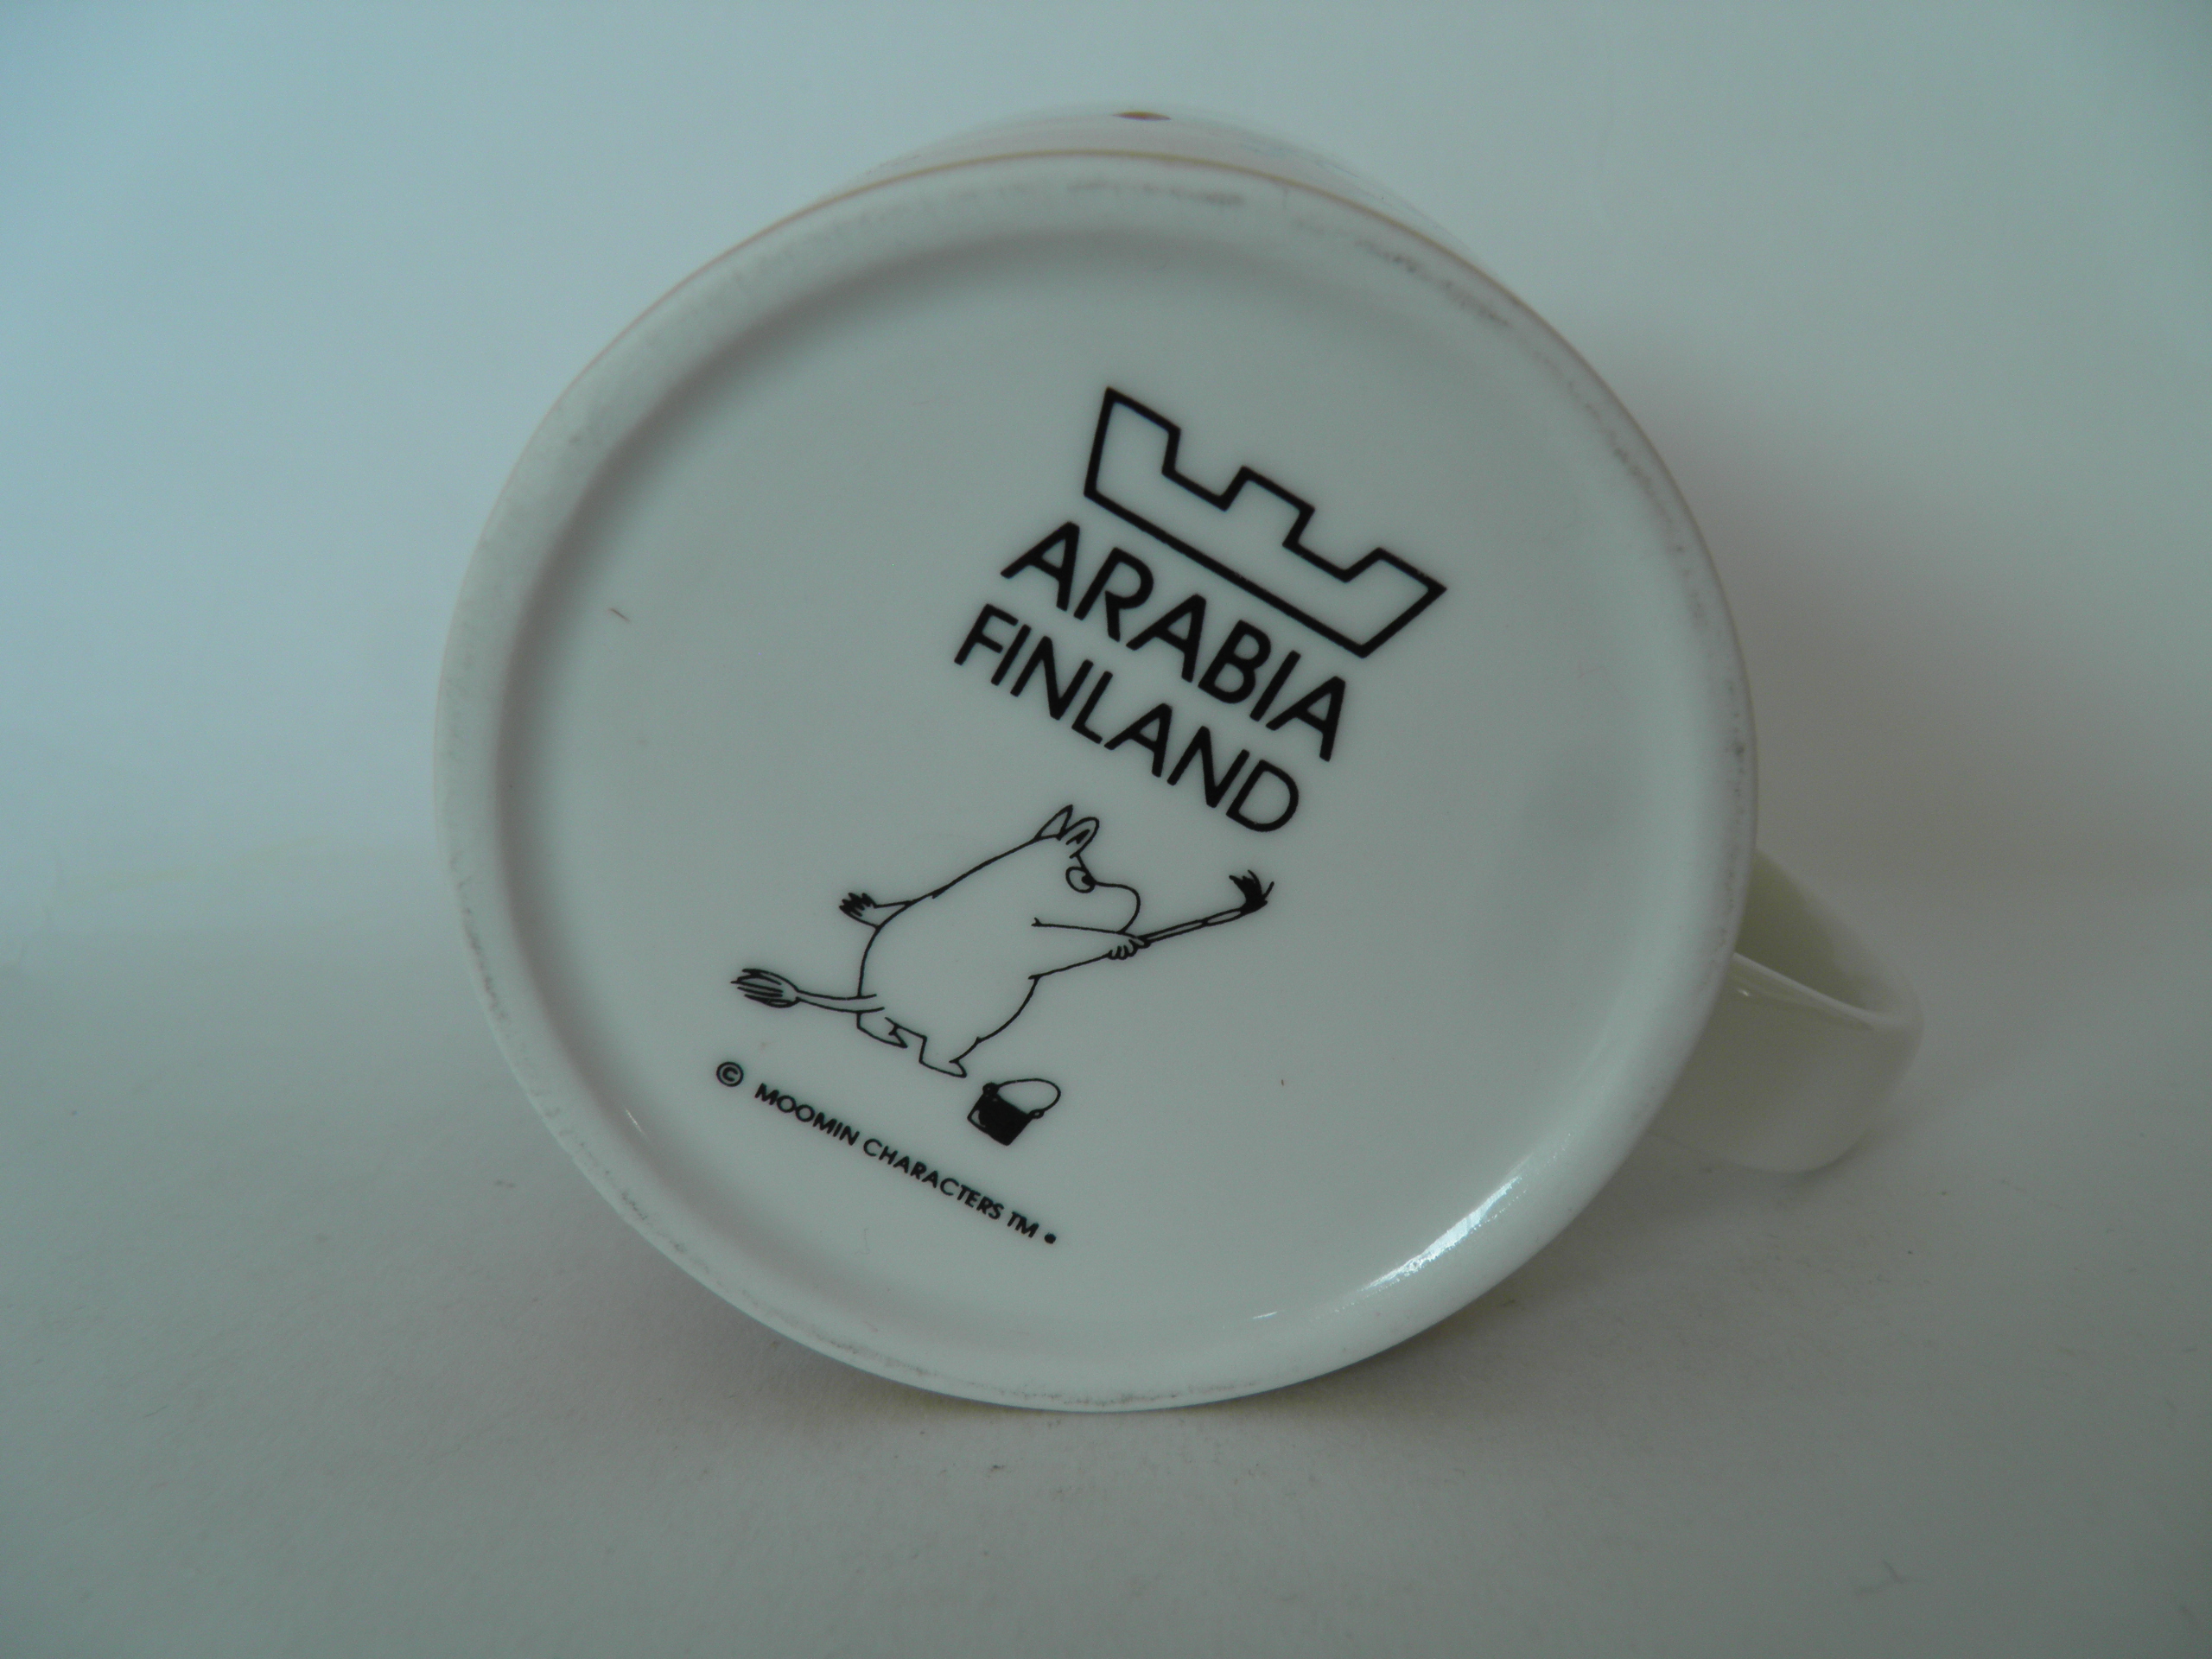 ARABIA
FINLAND
© MOOMIN CHARACTERS TM •